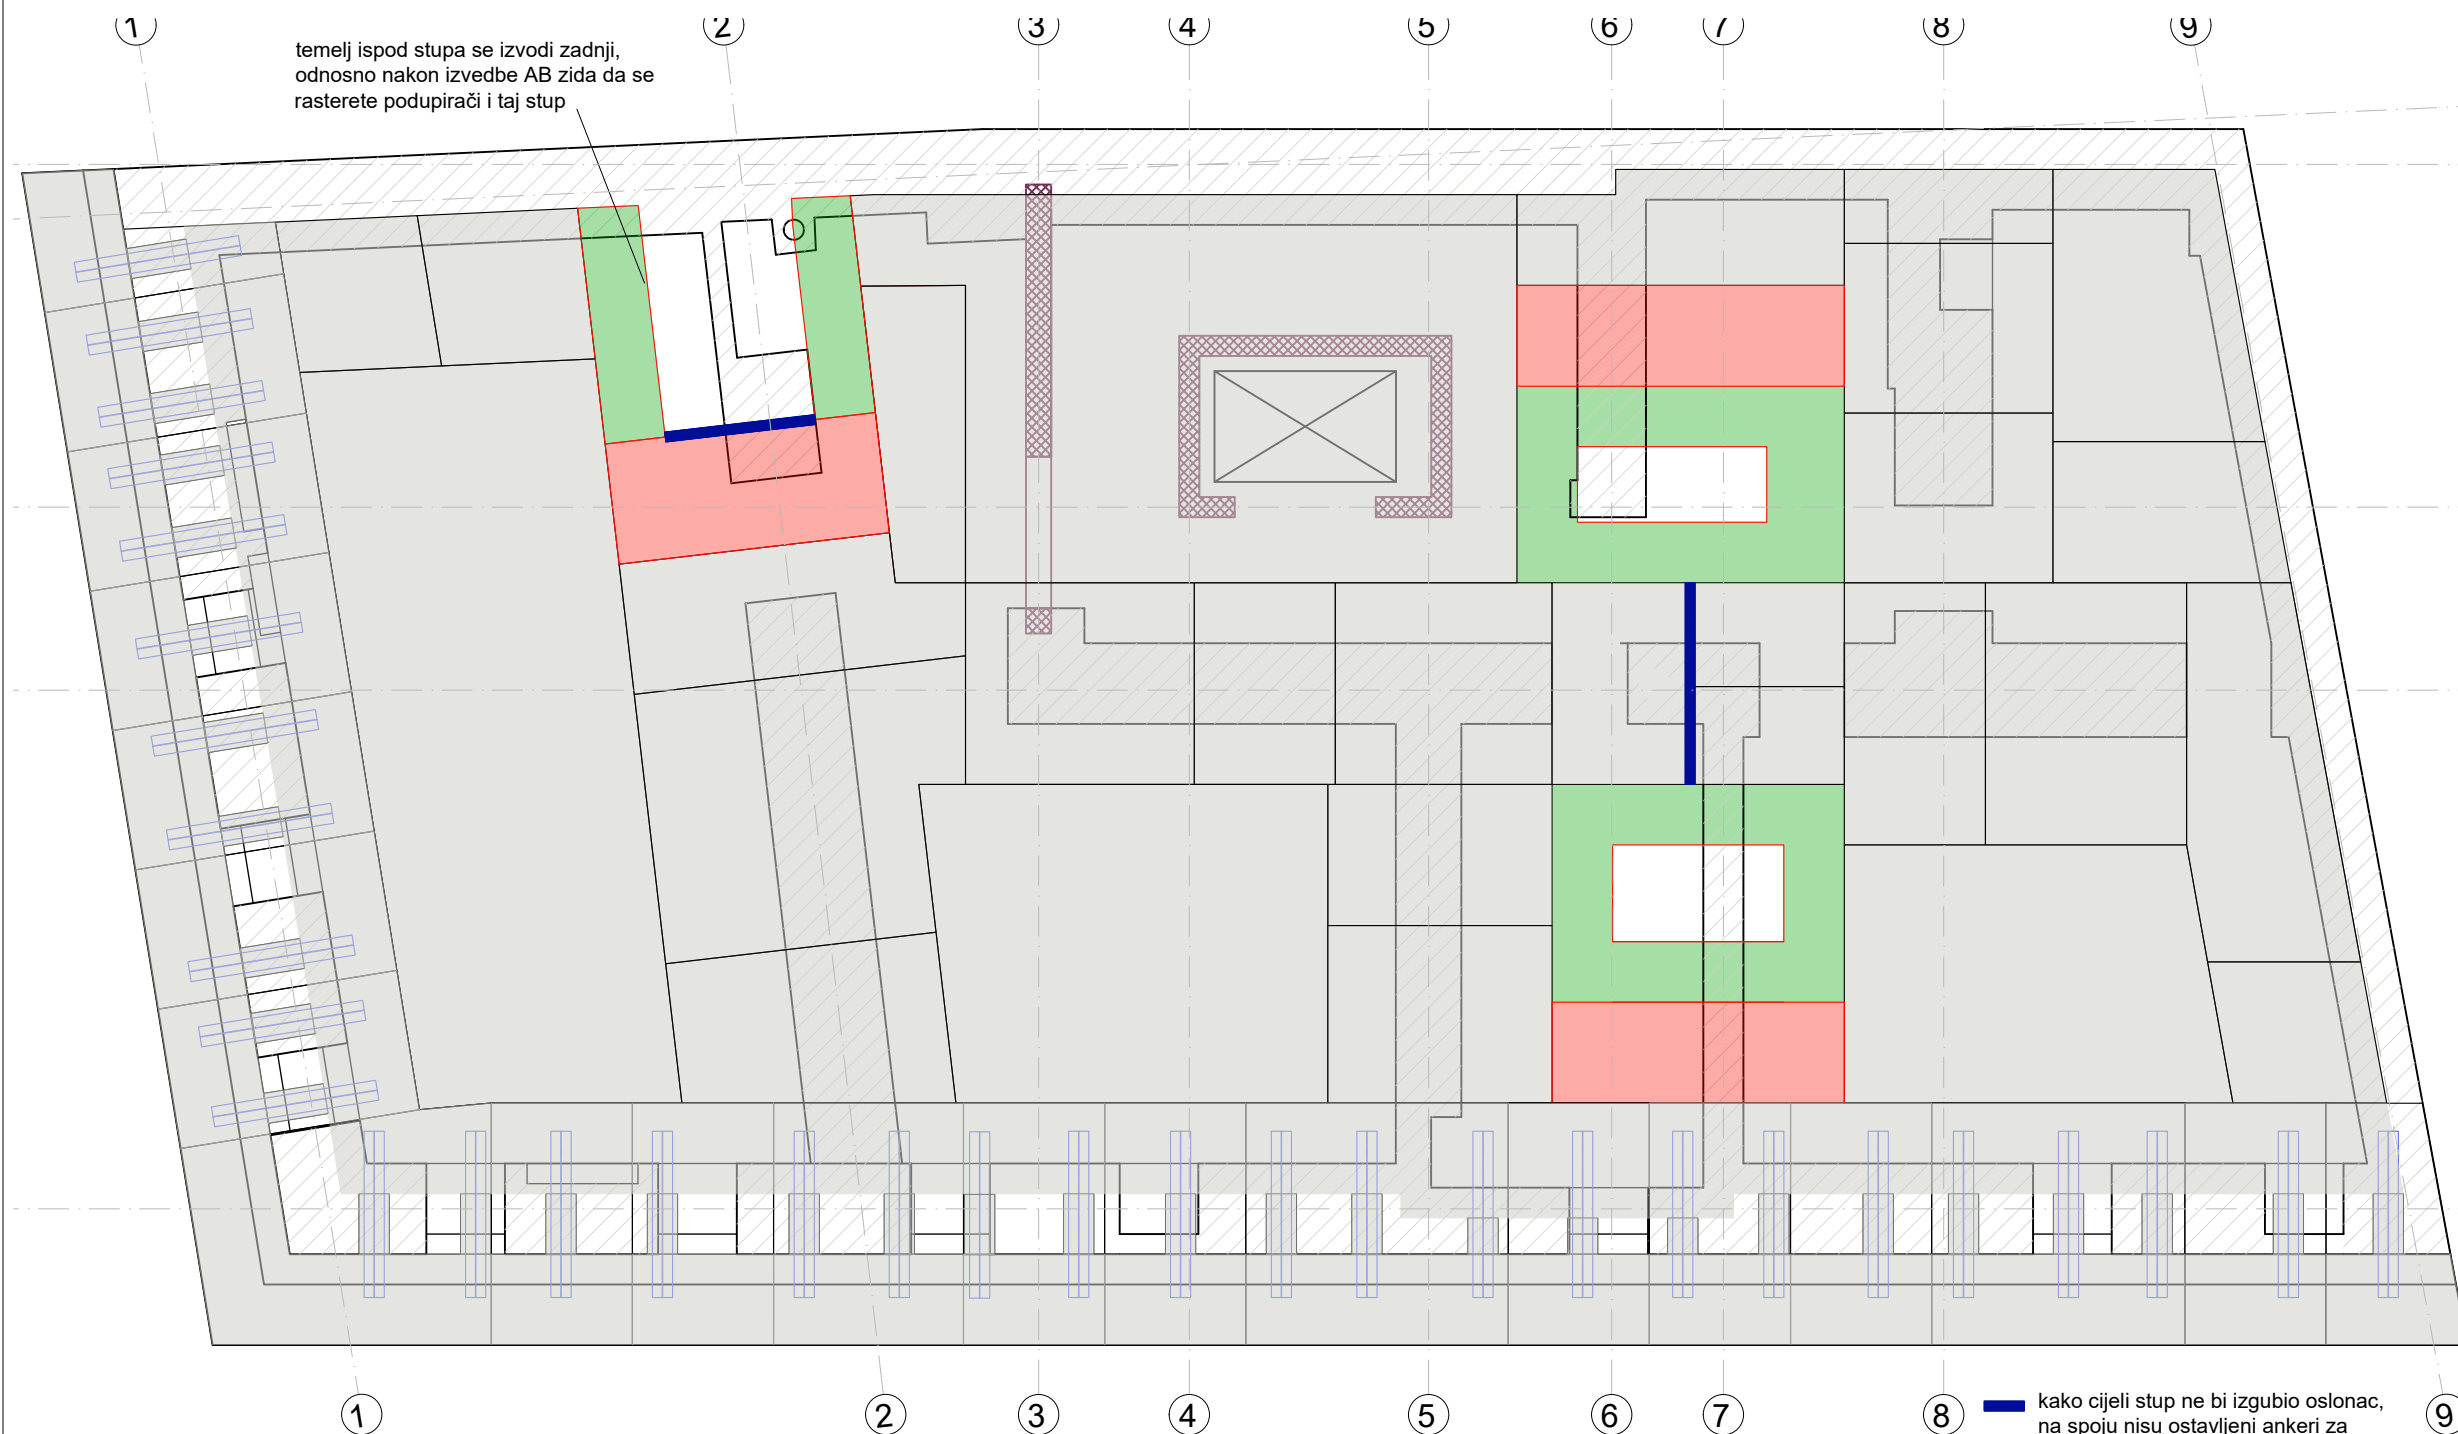 1 2 3 4 5 6 7 8 9
temelj ispod stupa se izvodi zadnji,
odnosno nakon izvedbe AB zida da se
rasterete podupirači i taj stup
1 2 3 4 5 6 7 8 9
kako cijeli stup ne bi izgubio oslonac,
na spoju nisu ostavljeni ankeri za